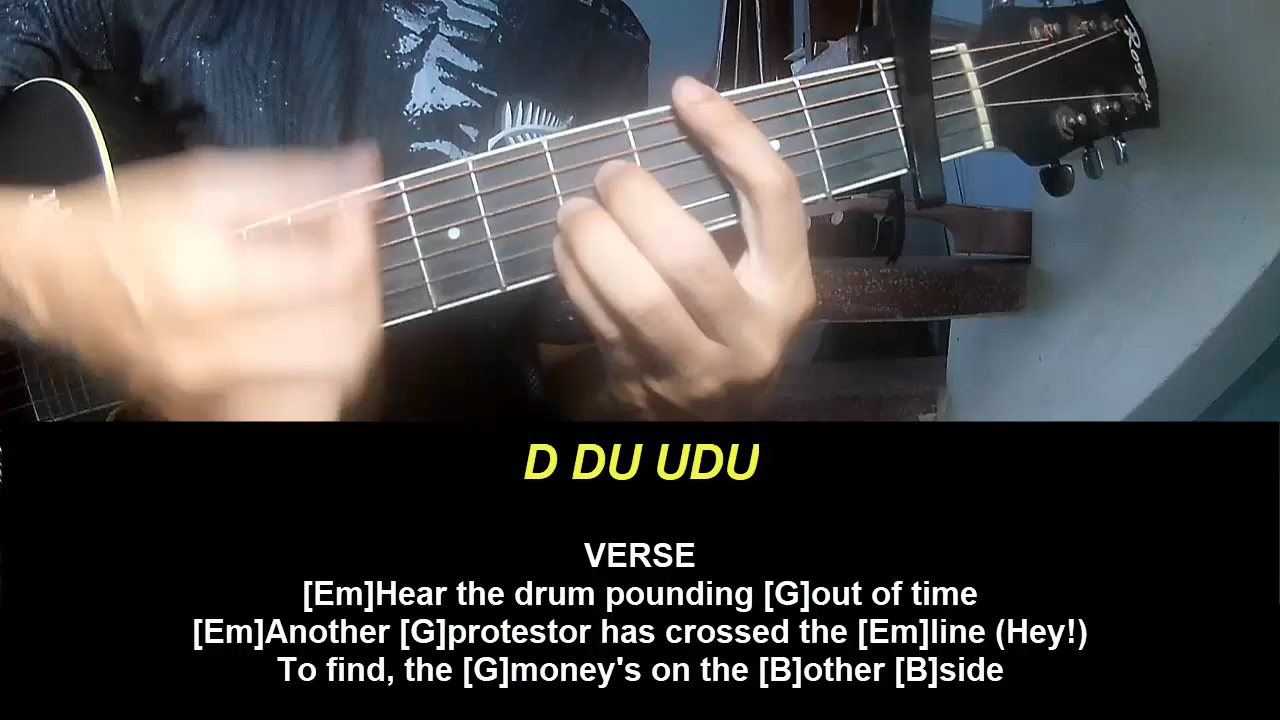 D DU UDU
VERSE
[Em]Hear the drum pounding [G]out of time
[Em]Another [G]protestor has crossed the [Em]line (Hey!)
To find, the [G]money's on the [B]other [B]side